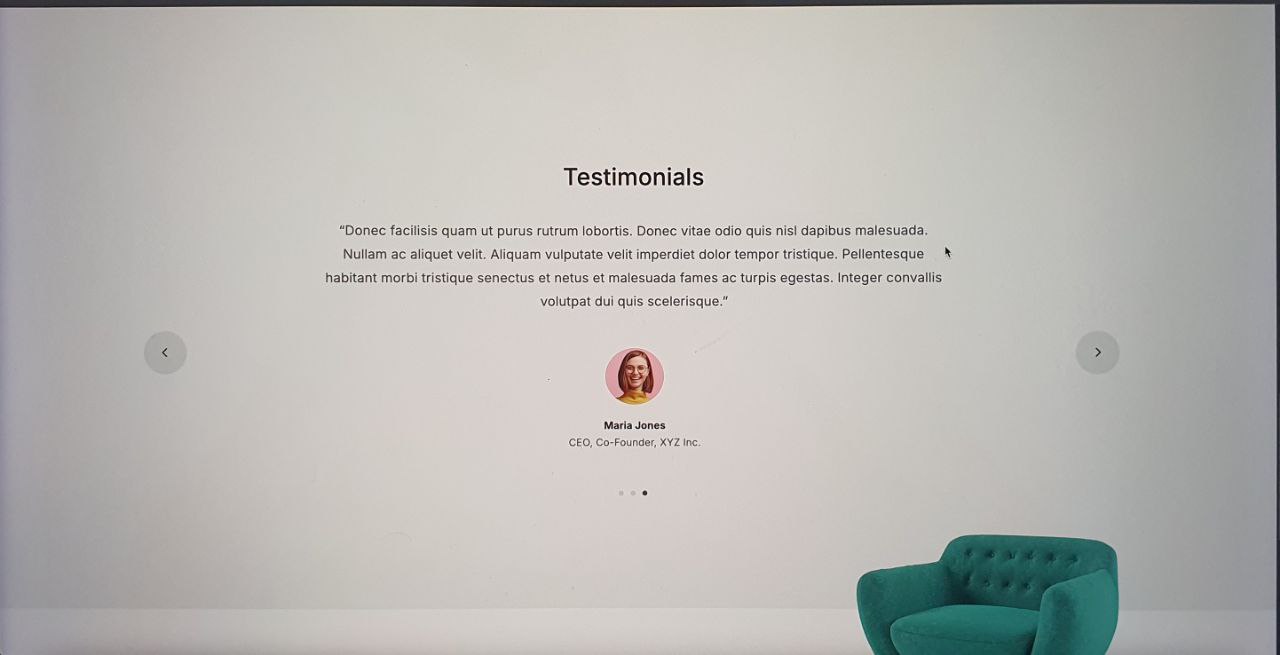 Testimonials
“Donec facilisis quam ut purus rutrum lobortis. Donec vitae odio quis nisl dapibus malesuada.
Nullam ac aliquet velit. Aliquam vulputate velit imperdiet dolor tempor tristique. Pellentesque
habitant morbi tristique senectus et netus et malesuada fames ac turpis egestas. Integer convallis
volutpat dui quis scelerisque.”
Maria Jones
CEO, Co-Founder, XYZ Inc.